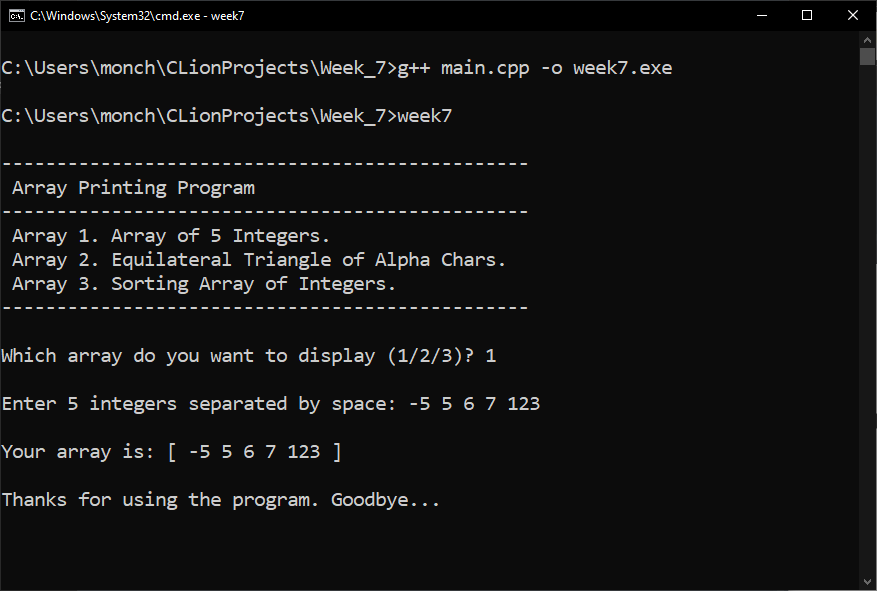 C:\Windows\System32\cmd.exe - week7
C:\Users\monch\CLionProjects\Week_7>g++ main.cpp -o week7.exe
C:\Users\monch\CLionProjects\Week_7>week7
------------------------------------------------
Array Printing Program
------------------------------------------------
Array 1. Array of 5 Integers.
Array 2. Equilateral Triangle of Alpha Chars.
Array 3. Sorting Array of Integers.
------------------------------------------------
Which array do you want to display (1/2/3)? 1
Enter 5 integers separated by space: -5 5 6 7 123
Your array is: [ -5 5 6 7 123 ]
Thanks for using the program. Goodbye...